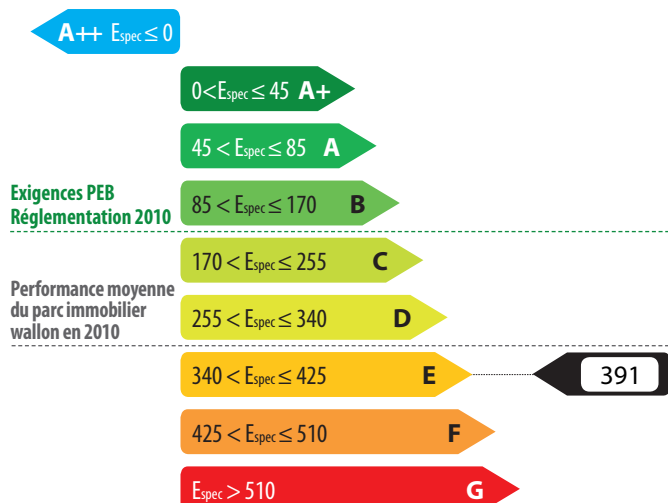 A++ Espec ≤ 0
0<Espec ≤ 45 A+
45 < Espec ≤ 85 A
Exigences PEB
Réglementation 2010
85 < Espec ≤ 170 B
170 < Espec ≤ 255 C
Performance moyenne
du parc immobilier
wallon en 2010
255 < Espec ≤ 340 D
340 < Espec ≤ 425 E
391
425 < Espec ≤ 510 F
Espec > 510 G